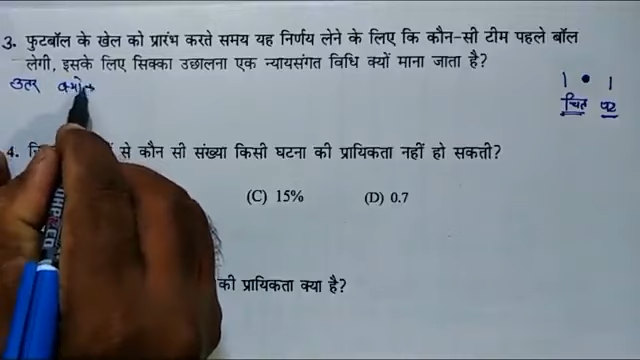 3. फुटबॉल के खेल को प्रारंभ करते समय यह निर्णय लेने के लिए कि कौन-सी टीम पहले बॉल
लेगी, इसके लिए सिक्का उछालना एक न्यायसंगत विधि क्यों माना जाता है?
1 • 1
चित पट
उत्तर
4. से कौन सी संख्या किसी घटना की प्रायिकता नहीं हो सकती?
(C) 15% (D) 0.7
की प्रायिकता क्या है?